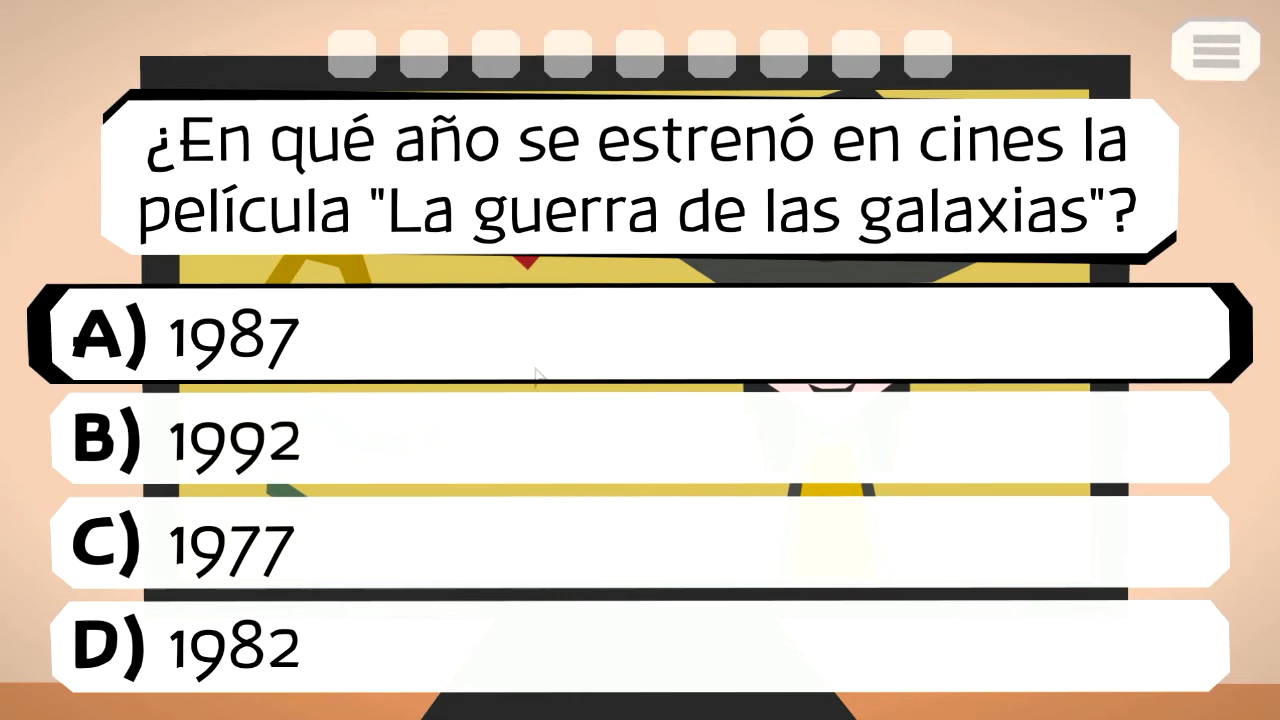 ¿En qué año se estrenó en cines la
película "La guerra de las galaxias"?
A) 1987
B) 1992
C) 1977
D) 1982